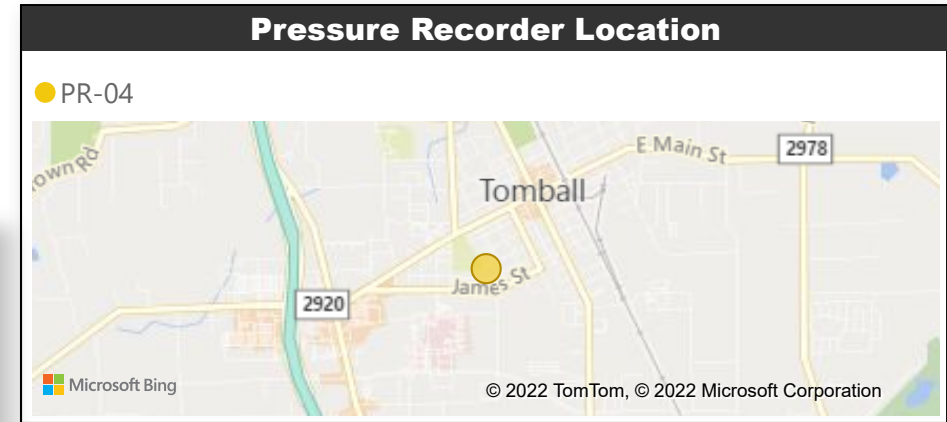 Pressure Recorder Location
PR-04
own Rd
E Main St
2978
Tomball
James St
2920
Microsoft Bing
© 2022 TomTom, © 2022 Microsoft Corporation